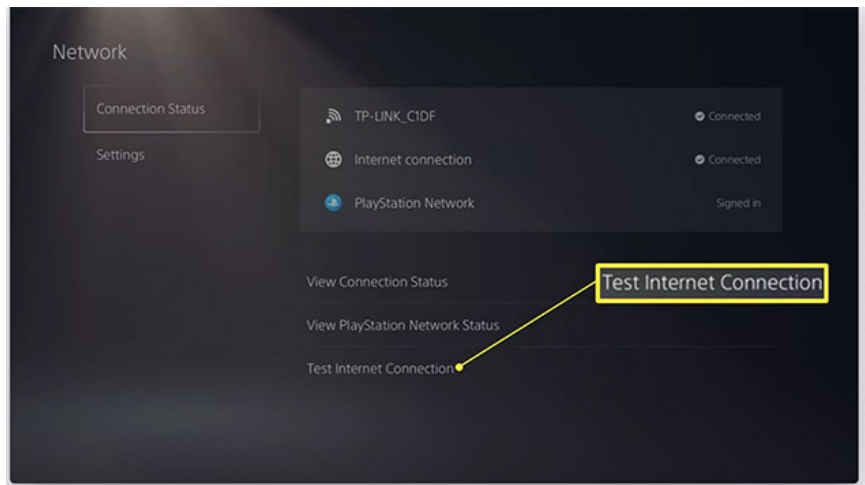 Network
Connection Status
Settings
TP-LINK_C1DF
Connected
Internet connection
Connected
PlayStation Network
Signed in
View Connection Status
View PlayStation Network Status
Test Internet Connection
Test Internet Connection